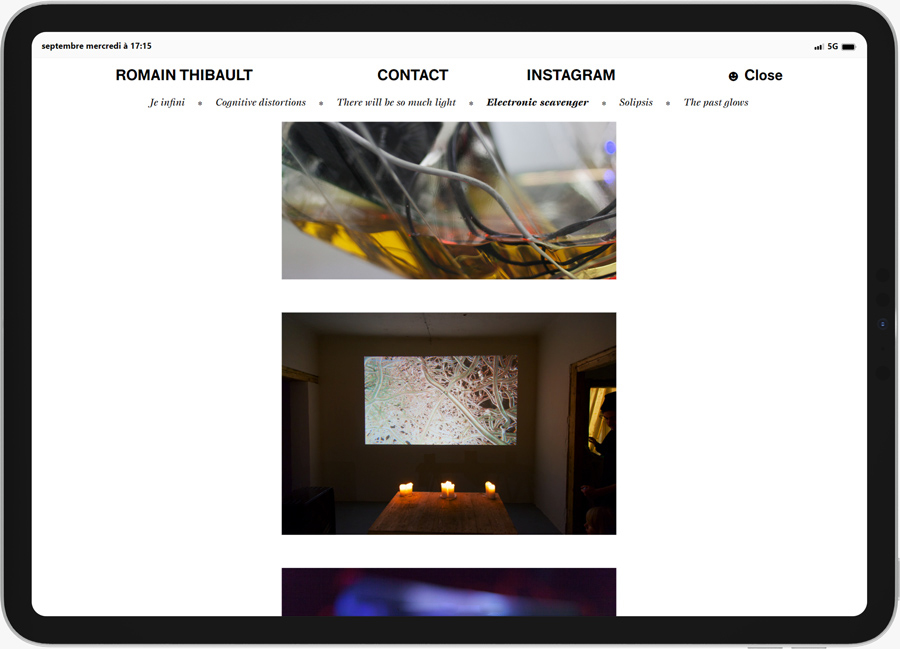 septembre mercredi à 17:15
5G
ROMAIN THIBAULT CONTACT INSTAGRAM ☻ Close
Je infini • Cognitive distortions • There will be so much light • Electronic scavenger • Solipsis • The past glows